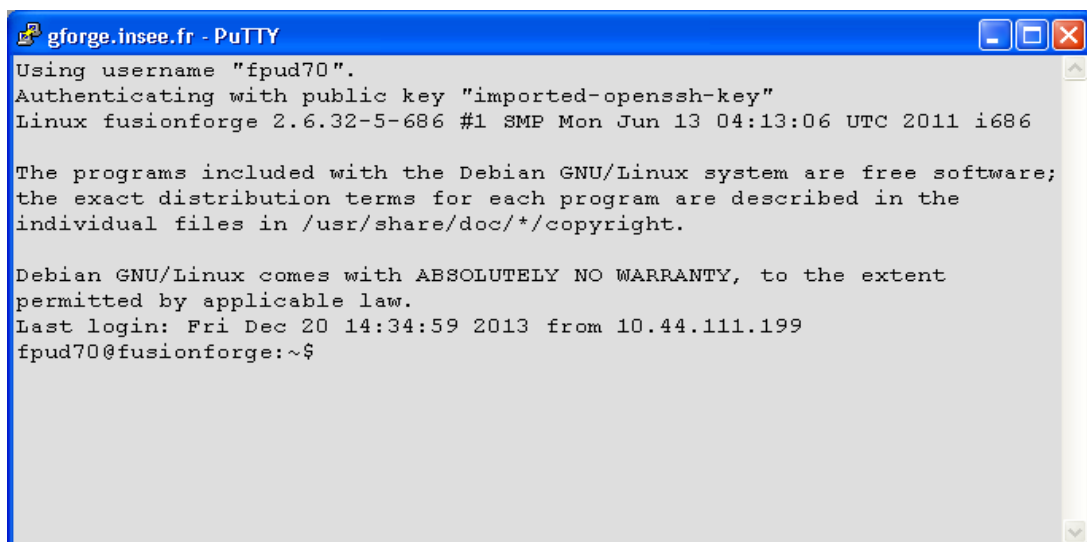 gforge.insee.fr - PuTTY
Using username "fpud70".
Authenticating with public key "imported-openssh-key"
Linux fusionforge 2.6.32-5-686 #1 SMP Mon Jun 13 04:13:06 UTC 2011 i686
The programs included with the Debian GNU/Linux system are free software;
the exact distribution terms for each program are described in the
individual files in /usr/share/doc/*/copyright.
Debian GNU/Linux comes with ABSOLUTELY NO WARRANTY, to the extent
permitted by applicable law.
Last login: Fri Dec 20 14:34:59 2013 from 10.44.111.199
fpud70@fusionforge:~$